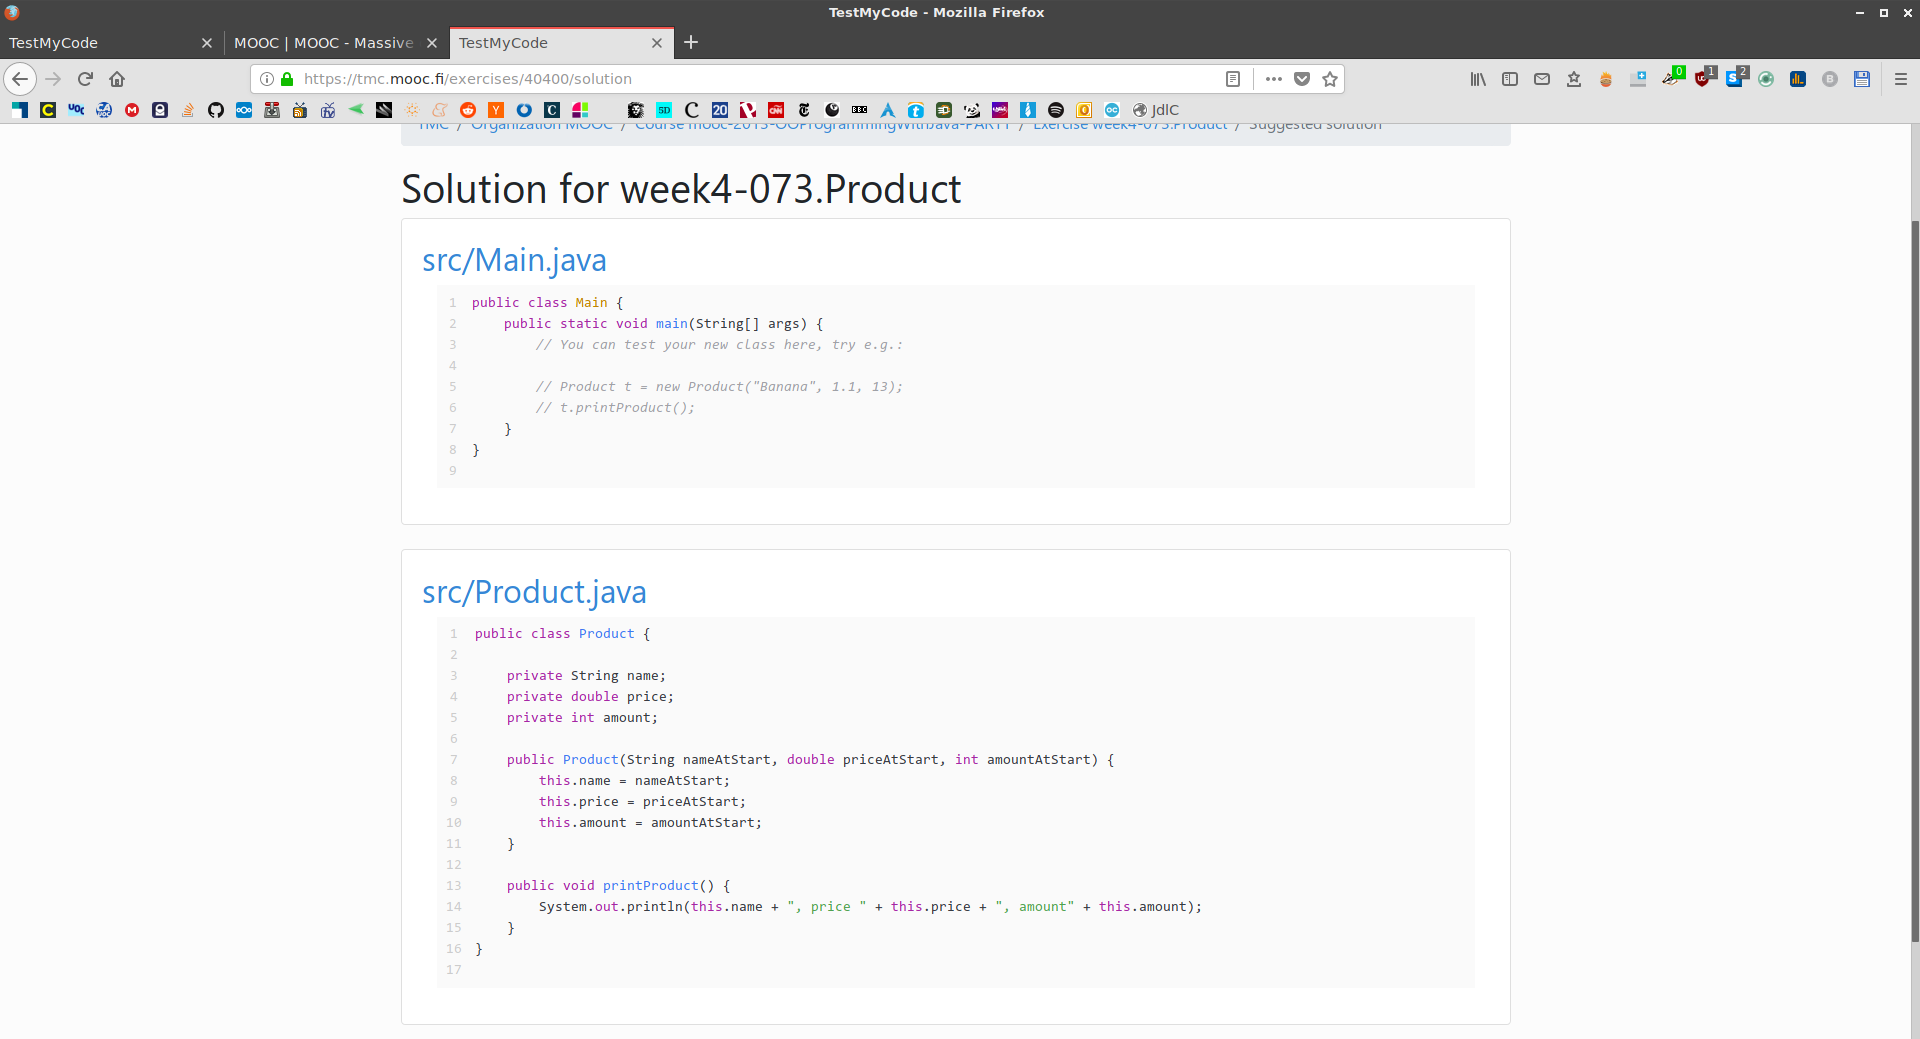 TestMyCode - Mozilla Firefox
TestMyCode
MOOC | MOOC - Massive
TestMyCode
https://tmc.mooc.fi/exercises/40400/solution
0
1
2
JdlC
TMC / Organization MOOC / Course mooc-2013-OOProgrammingWithJava-PART1 / Exercise week4-073.Product / Suggested solution
Solution for week4-073.Product
src/Main.java
1 public class Main {
2     public static void main(String[] args) {
3         // You can test your new class here, try e.g.:
4
5         // Product t = new Product("Banana", 1.1, 13);
6         // t.printProduct();
7     }
8 }
9
src/Product.java
1 public class Product {
2
3     private String name;
4     private double price;
5     private int amount;
6
7     public Product(String nameAtStart, double priceAtStart, int amountAtStart) {
8         this.name = nameAtStart;
9         this.price = priceAtStart;
10         this.amount = amountAtStart;
11     }
12
13     public void printProduct() {
14         System.out.println(this.name + ", price " + this.price + ", amount" + this.amount);
15     }
16 }
17